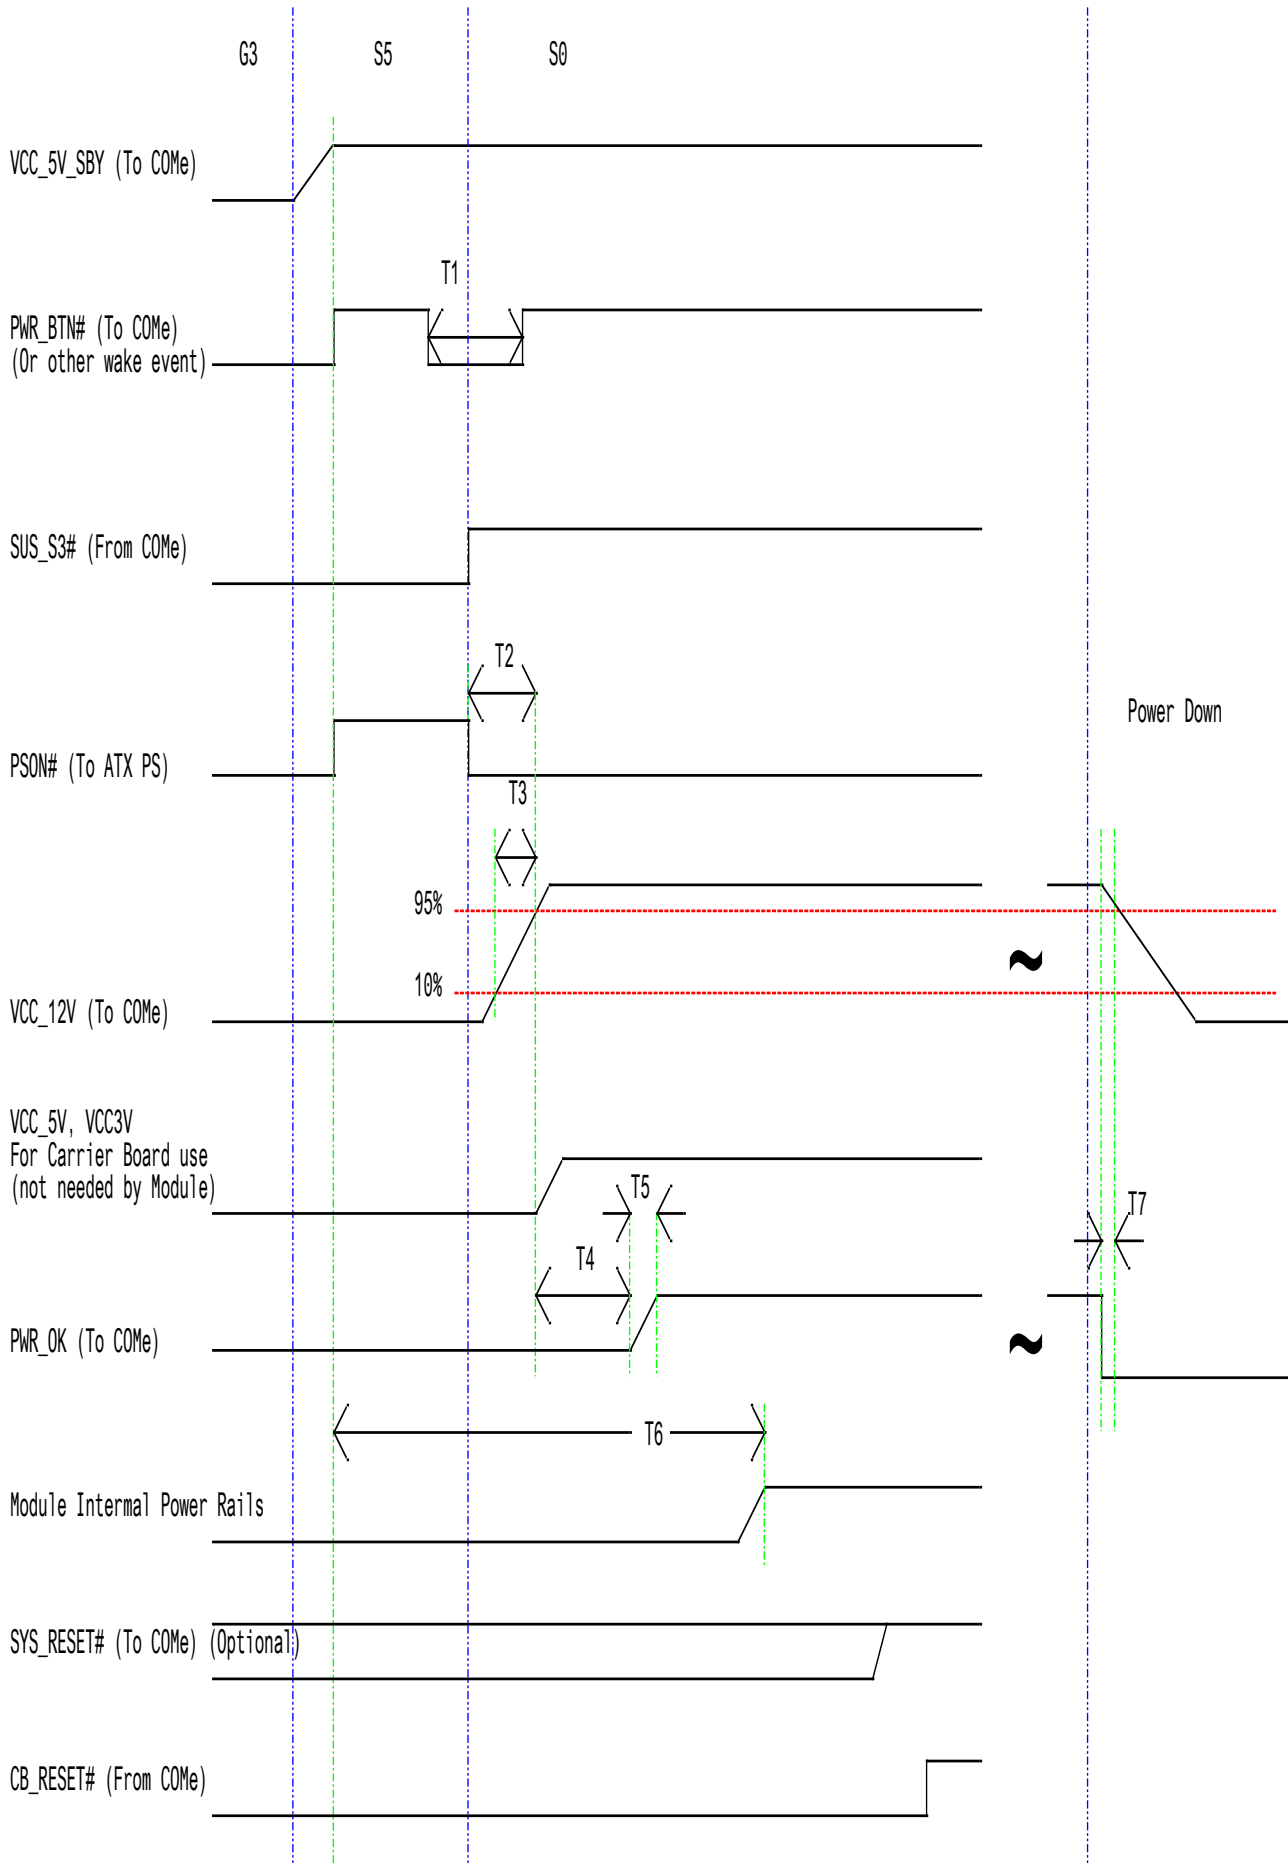 G3
S5
S0
VCC_5V_SBY (To COMe)
T1
PWR_BTN# (To COMe)
(Or other wake event)
SUS_S3# (From COMe)
T2
Power Down
PSON# (To ATX PS)
T3
95%
~
10%
VCC_12V (To COMe)
VCC_5V, VCC3V
For Carrier Board use
(not needed by Module)
T5
T7
T4
PWR_OK (To COMe)
~
T6
Module Internal Power Rails
SYS_RESET# (To COMe) (Optional)
CB_RESET# (From COMe)